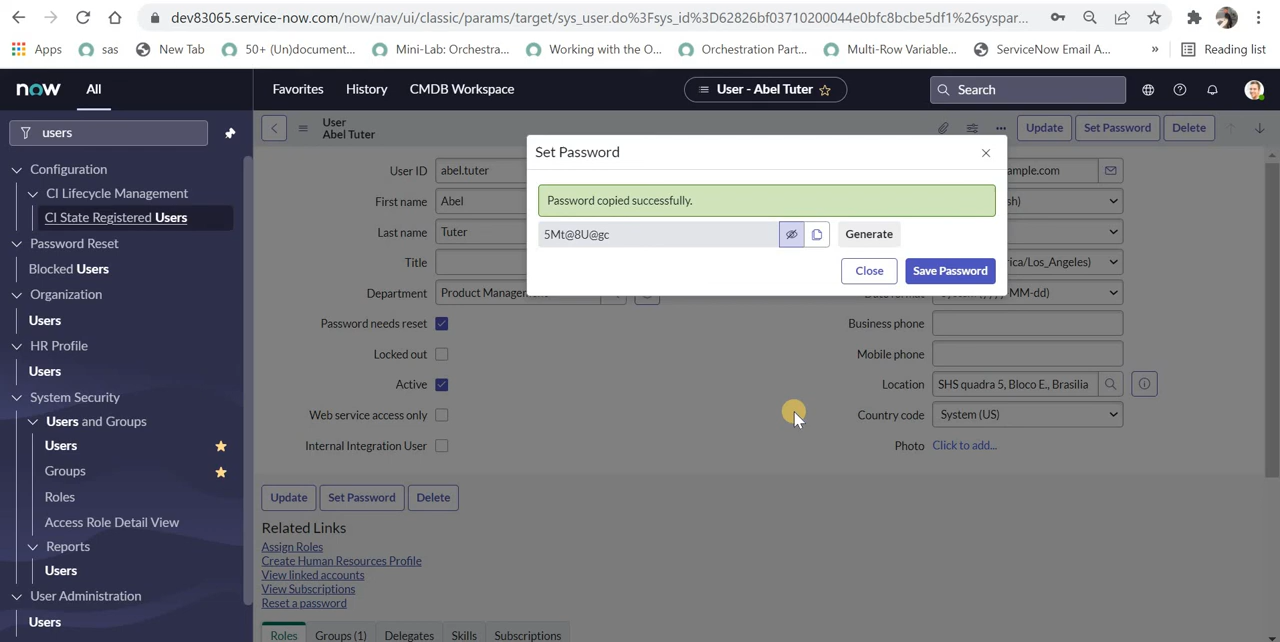 dev83065.service-now.com/now/nav/ui/classic/params/target/sys_user.do%3Fsys_id%3D62826bf03710200044e0bfc8bcbe5df1%26syspar...
Apps sas New Tab 50+ (Un)document... Mini-Lab: Orchestra... Working with the O... Orchestration Part... Multi-Row Variable... ServiceNow Email A... » Reading list
now All Favorites History CMDB Workspace User - Abel Tuter Search
users
User
Abel Tuter
Update Set Password Delete
Configuration
CI Lifecycle Management
CI State Registered Users
Password Reset
Blocked Users
Organization
Users
HR Profile
Users
System Security
Users and Groups
Users
Groups
Roles
Access Role Detail View
Reports
Users
User Administration
Users
Set Password
Password copied successfully.
5Mt@8U@gc Generate
Close Save Password
User ID abel.tuter ample.com
First name Abel
Last name Tuter
Title rica/Los_Angeles)
Department Product Manage
Password needs reset Business phone
Locked out Mobile phone
Active Location SHS quadra 5, Bloco E., Brasilia
Web service access only Country code System (US)
Internal Integration User Photo Click to add...
Update Set Password Delete
Related Links
Assign Roles
Create Human Resources Profile
View linked accounts
View Subscriptions
Reset a password
Roles Groups (1) Delegates Skills Subscriptions